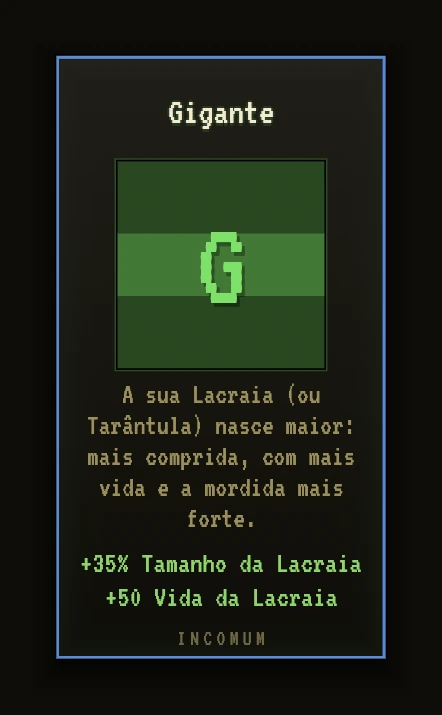 Gigante
G
A sua Lacraia (ou
Tarântula) nasce maior:
mais comprida, com mais
vida e a mordida mais
forte.
+35% Tamanho da Lacraia
+50 Vida da Lacraia
INCOMUM